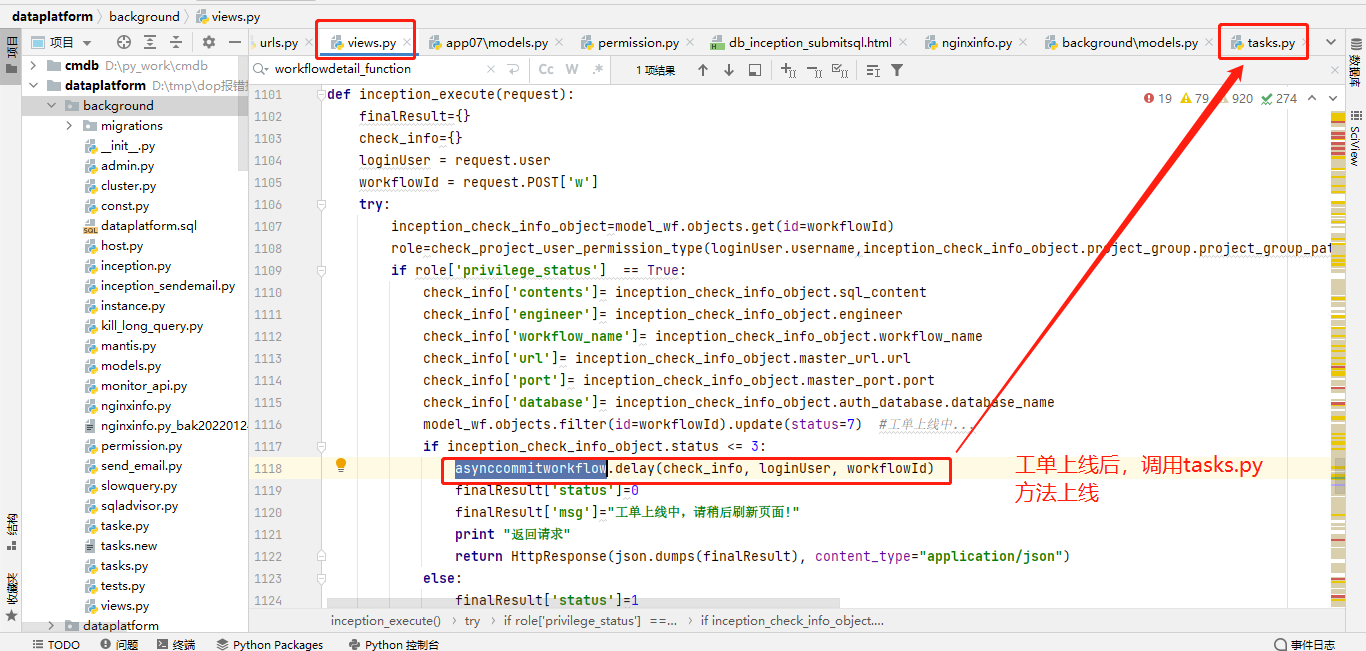 dataplatform 〉 background 〉 views.py
项目
urls.py
views.py
app07\models.py
permission.py
db_inception_submitsql.html
nginxinfo.py
background\models.py
tasks.py
项目
cmdb D:\py_work\cmdb
dataplatform D:\tmp\dop报错扌
background
migrations
__init__.py
admin.py
cluster.py
const.py
dataplatform.sql
host.py
inception.py
inception_sendemail.py
instance.py
kill_long_query.py
mantis.py
models.py
monitor_api.py
nginxinfo.py
nginxinfo.py_bak2022012
permission.py
send_email.py
slowquery.py
sqladvisor.py
taske.py
tasks.new
tasks.py
tests.py
views.py
dataplatform
结构
收藏夹
workflowdetail_function
Cc W .*
1 项结果
19 79 920 274
数据库
SciView
1101 def inception_execute(request):
1102 finalResult={}
1103 check_info={}
1104 loginUser = request.user
1105 workflowId = request.POST['w']
1106 try:
1107 inception_check_info_object=model_wf.objects.get(id=workflowId)
1108 role=check_project_user_permission_type(loginUser.username,inception_check_info_object.project_group.project_group_pat
1109 if role['privilege_status'] == True:
1110 check_info['contents']= inception_check_info_object.sql_content
1111 check_info['engineer']= inception_check_info_object.engineer
1112 check_info['workflow_name']= inception_check_info_object.workflow_name
1113 check_info['url']= inception_check_info_object.master_url.url
1114 check_info['port']= inception_check_info_object.master_port.port
1115 check_info['database']= inception_check_info_object.auth_database.database_name
1116 model_wf.objects.filter(id=workflowId).update(status=7) #工单上线中...
1117 if inception_check_info_object.status <= 3:
1118 asynccommitworkflow.delay(check_info, loginUser, workflowId)
1119 finalResult['status']=0
1120 finalResult['msg']="工单上线中，请稍后刷新页面!"
1121 print "返回请求"
1122 return HttpResponse(json.dumps(finalResult), content_type="application/json")
1123 else:
1124 finalResult['status']=1
工单上线后，调用tasks.py
方法上线
inception_execute() 〉 try 〉 if role['privilege_status'] ==... 〉 if inception_check_info_object....
TODO 问题 终端 Python Packages Python 控制台 事件日志